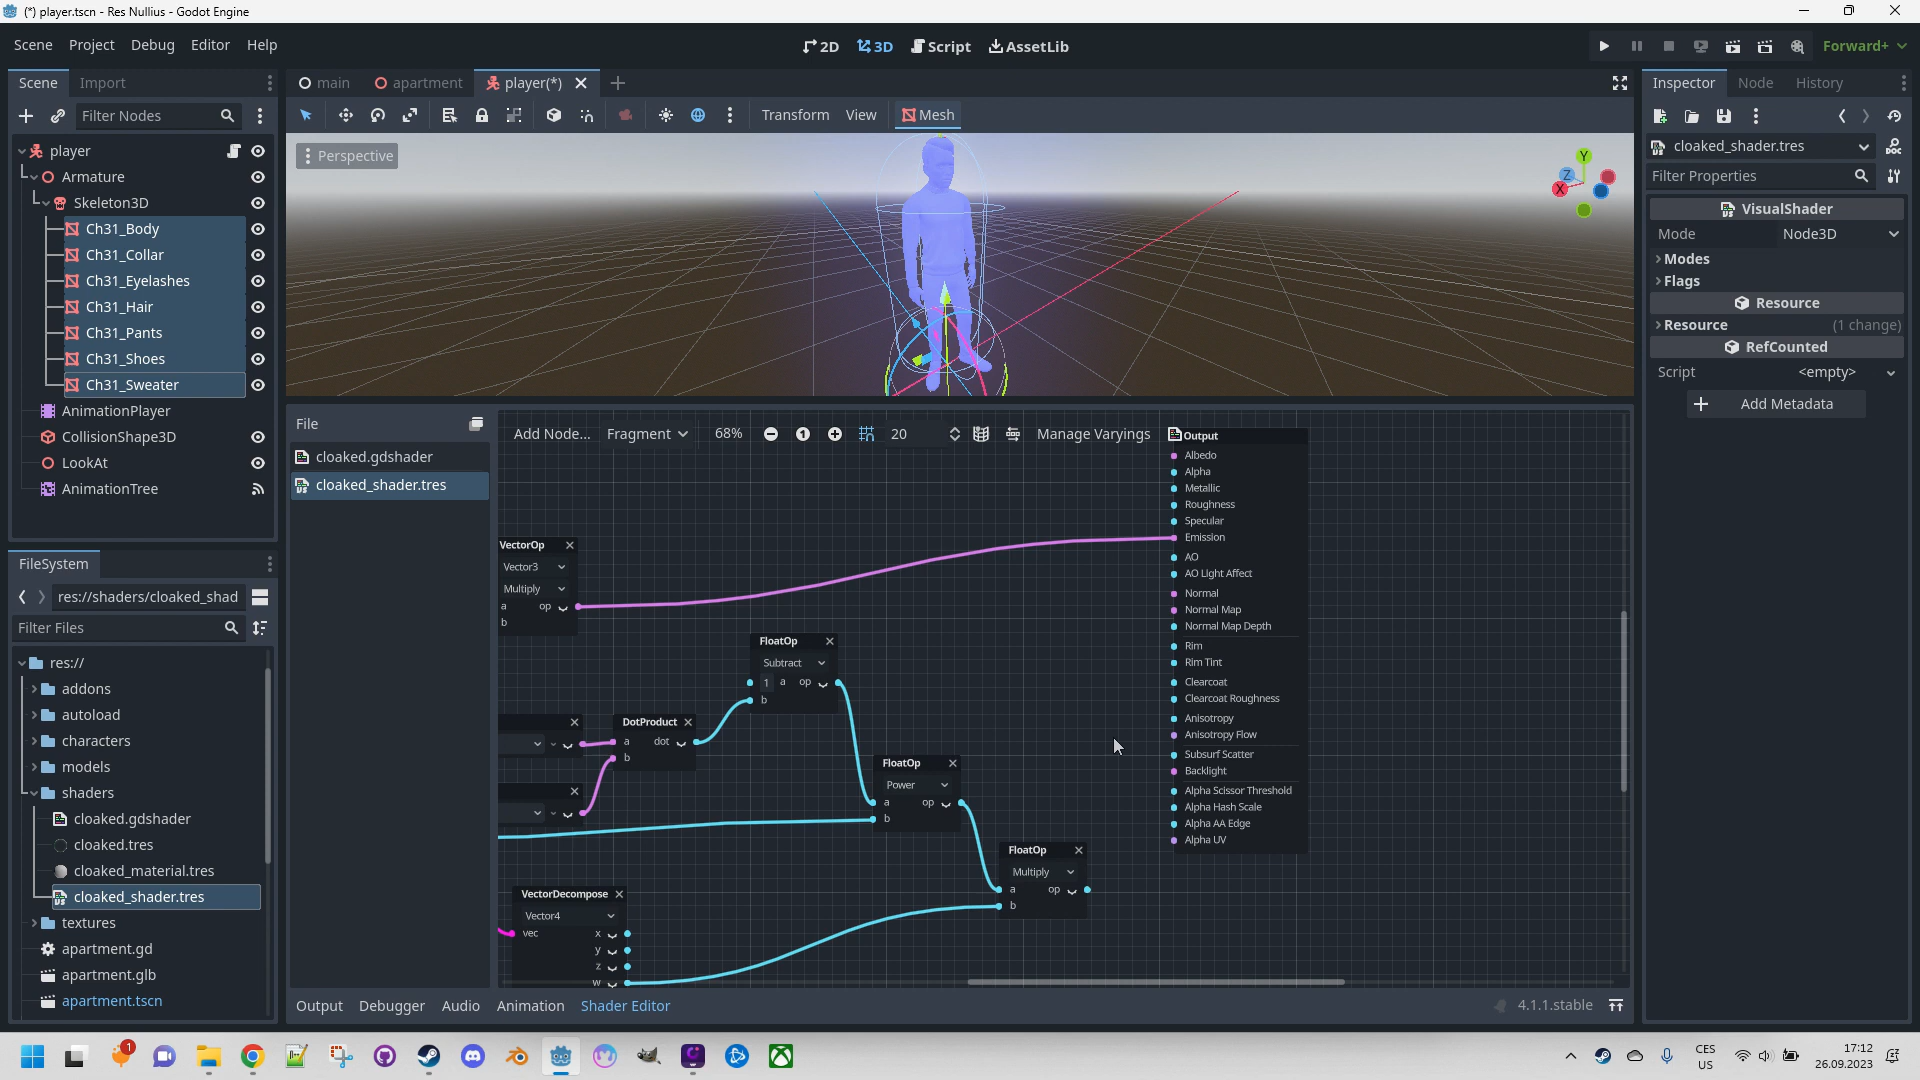 (*) player.tscn - Res Nullius - Godot Engine
Scene Project Debug Editor Help
2D 3D Script AssetLib
Forward+
Scene Import
main apartment player(*)
Inspector Node History
Filter Nodes
Transform View Mesh
player
Armature
Skeleton3D
Ch31_Body
Ch31_Collar
Ch31_Eyelashes
Ch31_Hair
Ch31_Pants
Ch31_Shoes
Ch31_Sweater
AnimationPlayer
CollisionShape3D
LookAt
AnimationTree
Perspective
Y
Z
X
cloaked_shader.tres
Filter Properties
VisualShader
Mode Node3D
Modes
Flags
Resource
Resource (1 change)
RefCounted
Script <empty>
Add Metadata
FileSystem
res://shaders/cloaked_shad
Filter Files
res://
addons
autoload
characters
models
shaders
cloaked.gdshader
cloaked.tres
cloaked_material.tres
cloaked_shader.tres
textures
apartment.gd
apartment.glb
apartment.tscn
File
cloaked.gdshader
cloaked_shader.tres
Add Node... Fragment 68% 1 20 Manage Varyings
Output
Albedo
Alpha
Metallic
Roughness
Specular
Emission
AO
AO Light Affect
Normal
Normal Map
Normal Map Depth
Rim
Rim Tint
Clearcoat
Clearcoat Roughness
Anisotropy
Anisotropy Flow
Subsurf Scatter
Backlight
Alpha Scissor Threshold
Alpha Hash Scale
Alpha AA Edge
Alpha UV
VectorOp
Vector3
Multiply
a op
b
FloatOp
Subtract
1 a op
b
DotProduct
a dot
b
FloatOp
Power
a op
b
FloatOp
Multiply
a op
b
VectorDecompose
Vector4
vec x
y
z
w
Output Debugger Audio Animation Shader Editor
4.1.1.stable
1
CES
US
17:12
26.09.2023